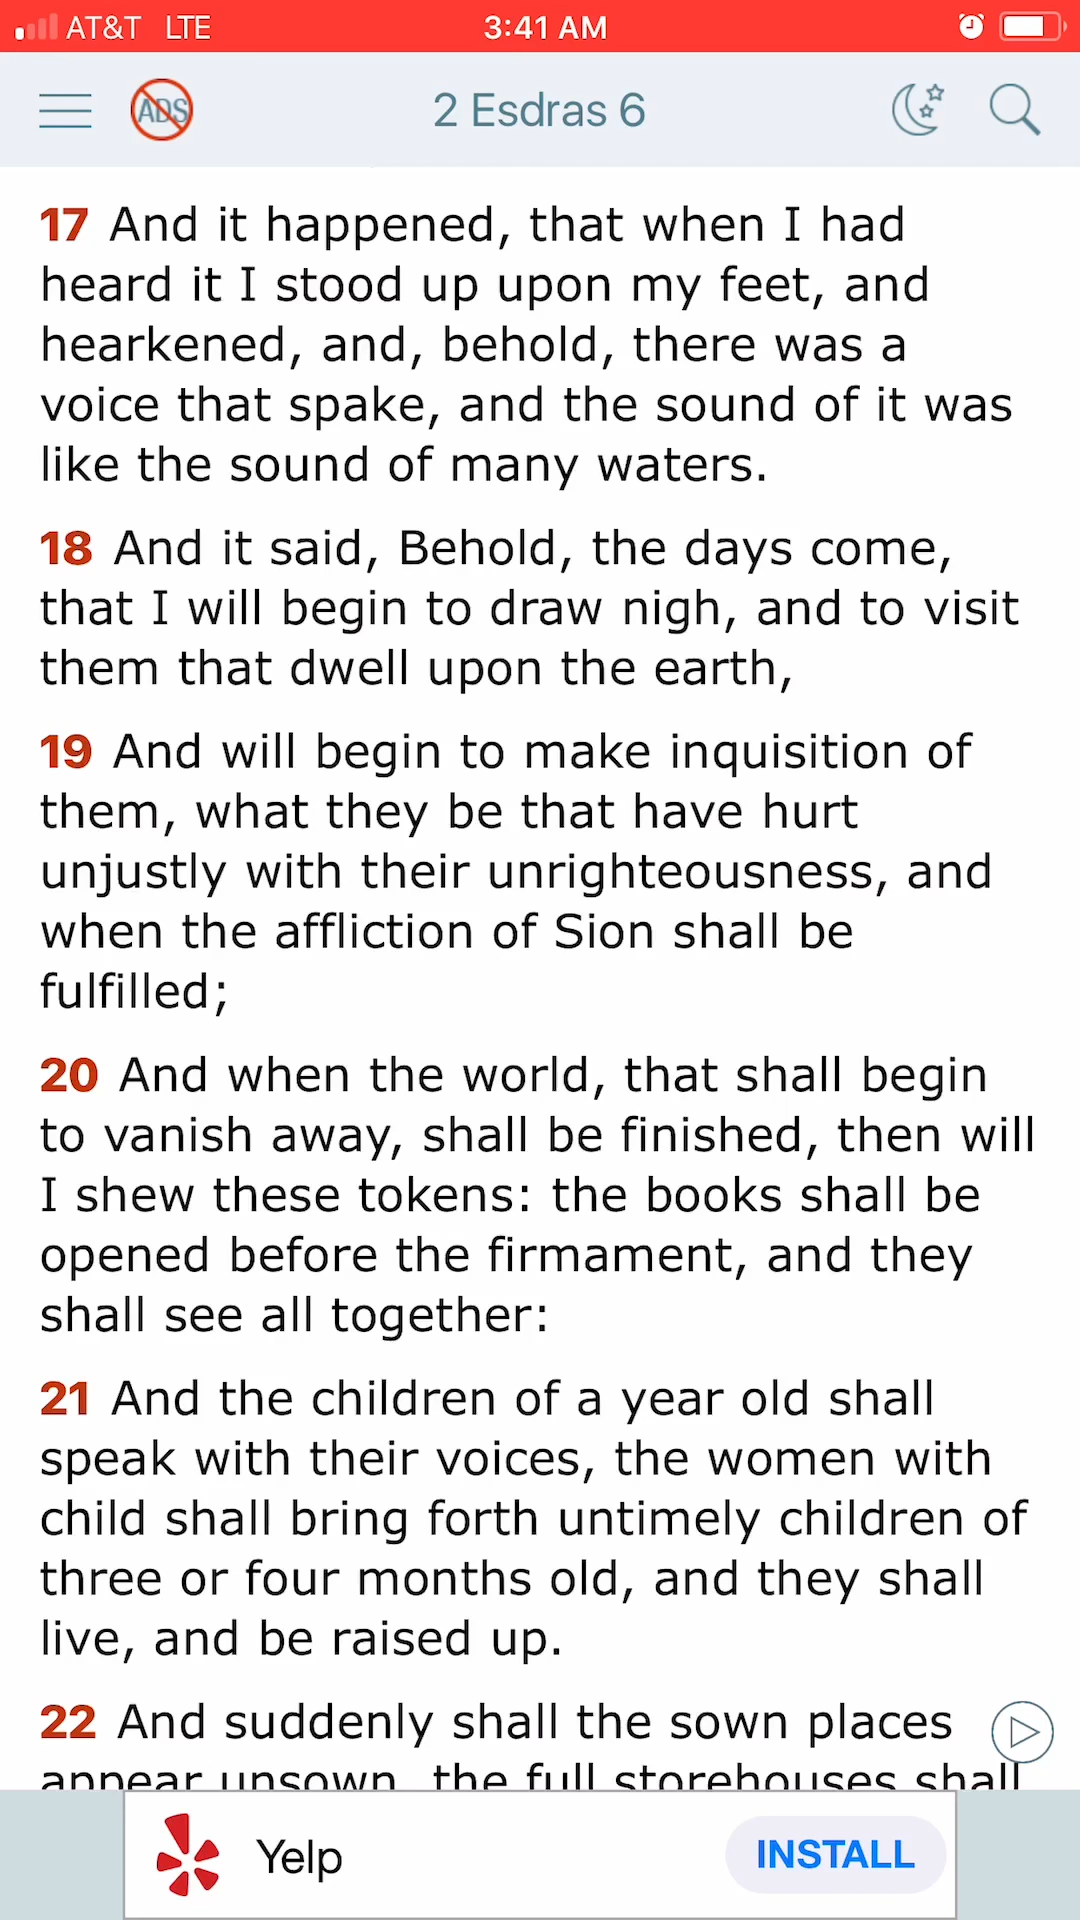 AT&T LTE 3:41 AM
ADS 2 Esdras 6
17 And it happened, that when I had
heard it I stood up upon my feet, and
hearkened, and, behold, there was a
voice that spake, and the sound of it was
like the sound of many waters.
18 And it said, Behold, the days come,
that I will begin to draw nigh, and to visit
them that dwell upon the earth,
19 And will begin to make inquisition of
them, what they be that have hurt
unjustly with their unrighteousness, and
when the affliction of Sion shall be
fulfilled;
20 And when the world, that shall begin
to vanish away, shall be finished, then will
I shew these tokens: the books shall be
opened before the firmament, and they
shall see all together:
21 And the children of a year old shall
speak with their voices, the women with
child shall bring forth untimely children of
three or four months old, and they shall
live, and be raised up.
22 And suddenly shall the sown places
appear unsown, the full storehouses shall
Yelp INSTALL